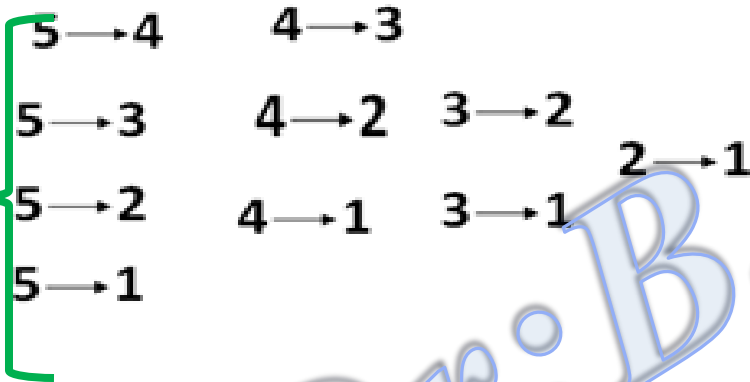 5 → 4 4 → 3
5 → 3 4 → 2 3 → 2
2 → 1
5 → 2 4 → 1 3 → 1
5 → 1
r. B